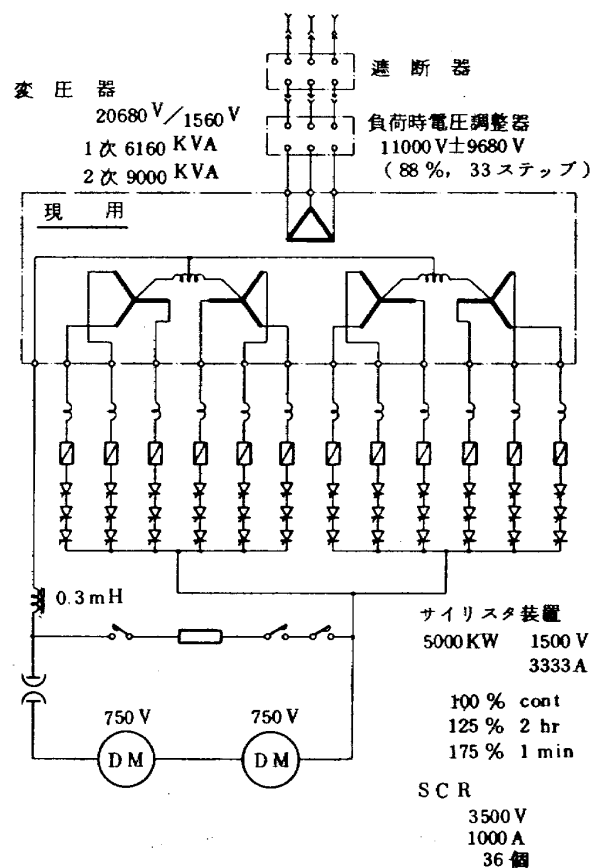 遮断器
変圧器
20680V/1560V
1次 6160 KVA
2次 9000 KVA
負荷時電圧調整器
11000V±9680V
(88%, 33ステップ)
現用
0.3mH
サイリスタ装置
5000KW 1500V
3333A
100% cont
125% 2 hr
175% 1 min
750V 750V
DM DM
SCR
3500V
1000A
36個